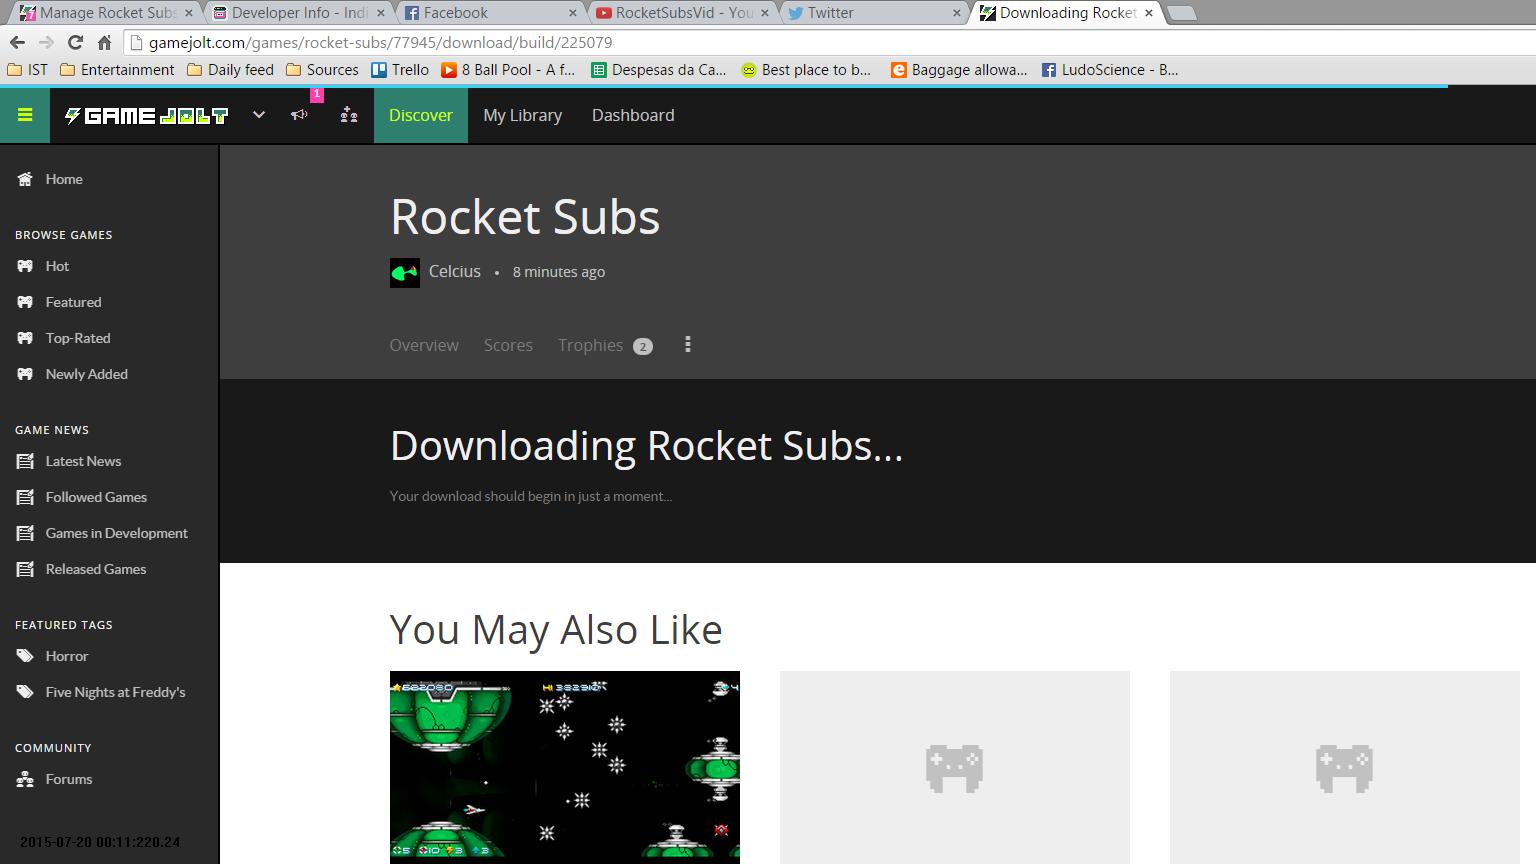 Manage Rocket Subs
Developer Info - Indi
Facebook
RocketSubsVid - You
Twitter
Downloading Rocket
gamejolt.com/games/rocket-subs/77945/download/build/225079
IST
Entertainment
Daily feed
Sources
Trello
8 Ball Pool - A f...
Despesas da Ca...
Best place to b...
Baggage allowa...
LudoScience - B...
GAME JOLT
1
Discover
My Library
Dashboard
Home
BROWSE GAMES
Hot
Featured
Top-Rated
Newly Added
GAME NEWS
Latest News
Followed Games
Games in Development
Released Games
FEATURED TAGS
Horror
Five Nights at Freddy's
COMMUNITY
Forums
2015-07-20 00:11:220.24
Rocket Subs
Celcius • 8 minutes ago
Overview
Scores
Trophies 2
Downloading Rocket Subs...
Your download should begin in just a moment...
You May Also Like